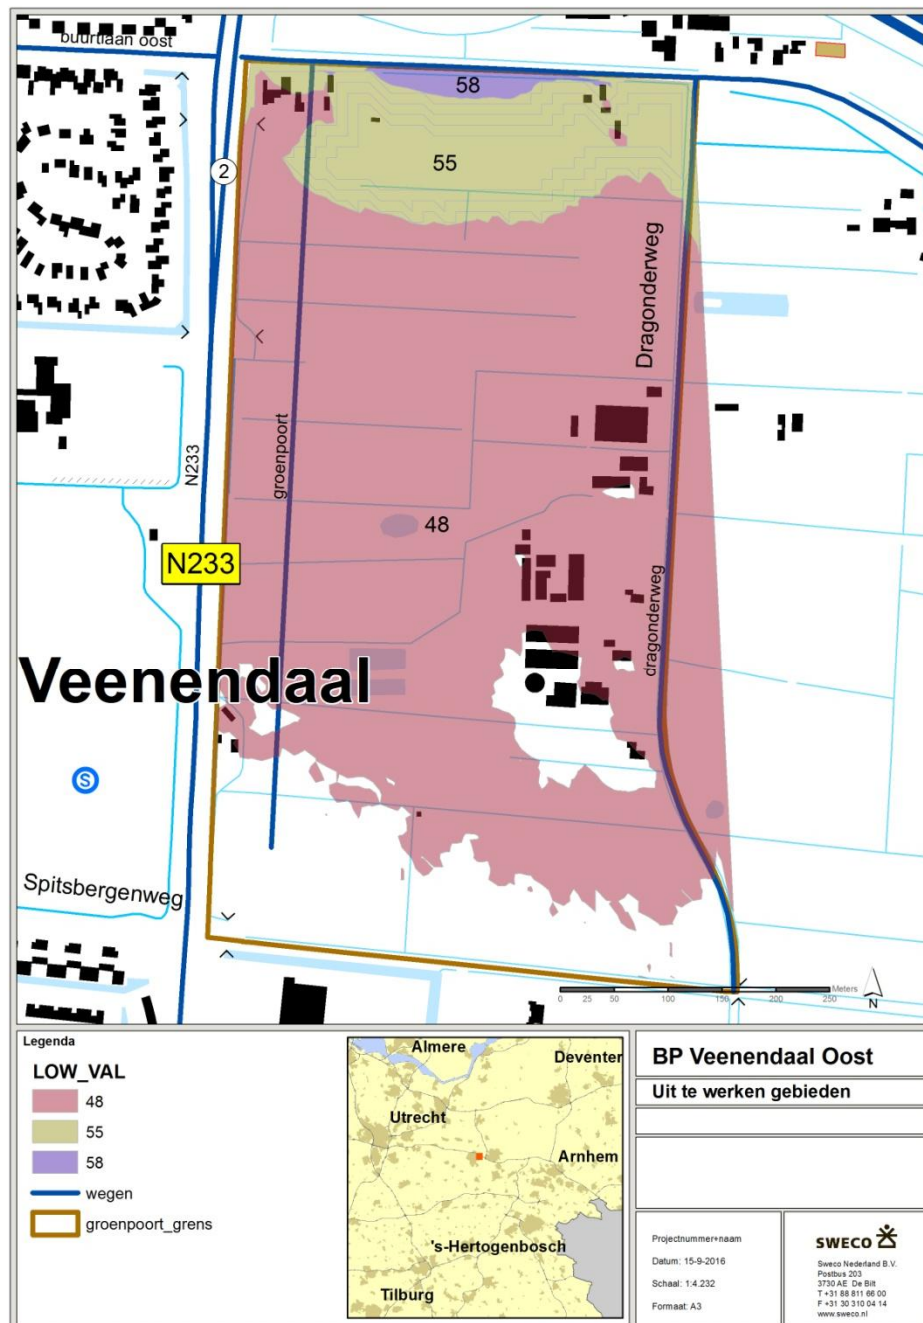 buurtlaan oost
58
2
55
Dragonderweg
N233
groenpoort
48
N233
dragonderweg
Veenendaal
S
Spitsbergenweg
0 25 50 100 150 200 250 Meters
N
Legenda
LOW_VAL
48
55
58
wegen
groenpoort_grens
Almere
Deventer
Utrecht
Arnhem
's-Hertogenbosch
Tilburg
BP Veenendaal Oost
Uit te werken gebieden
Projectnummer+naam
Datum: 15-9-2016
Schaal: 1:4.232
Formaat: A3
SWECO
Sweco Nederland B.V.
Postbus 203
3730 AE De Bilt
T +31 88 811 66 00
F +31 30 310 04 14
www.sweco.nl